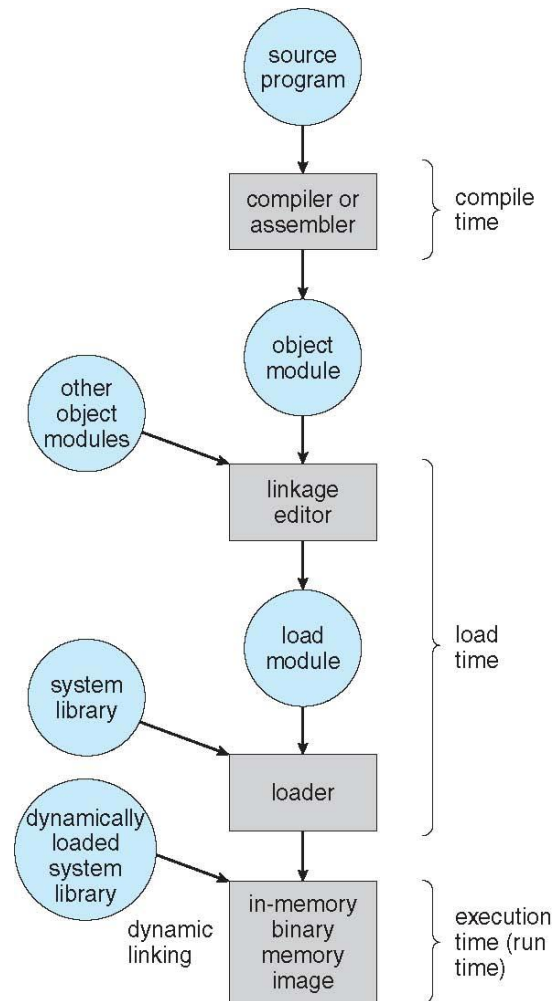 source
program
compiler or
assembler
compile
time
object
module
other
object
modules
linkage
editor
load
module
load
time
system
library
loader
dynamically
loaded
system
library
dynamic
linking
in-memory
binary
memory
image
execution
time (run
time)